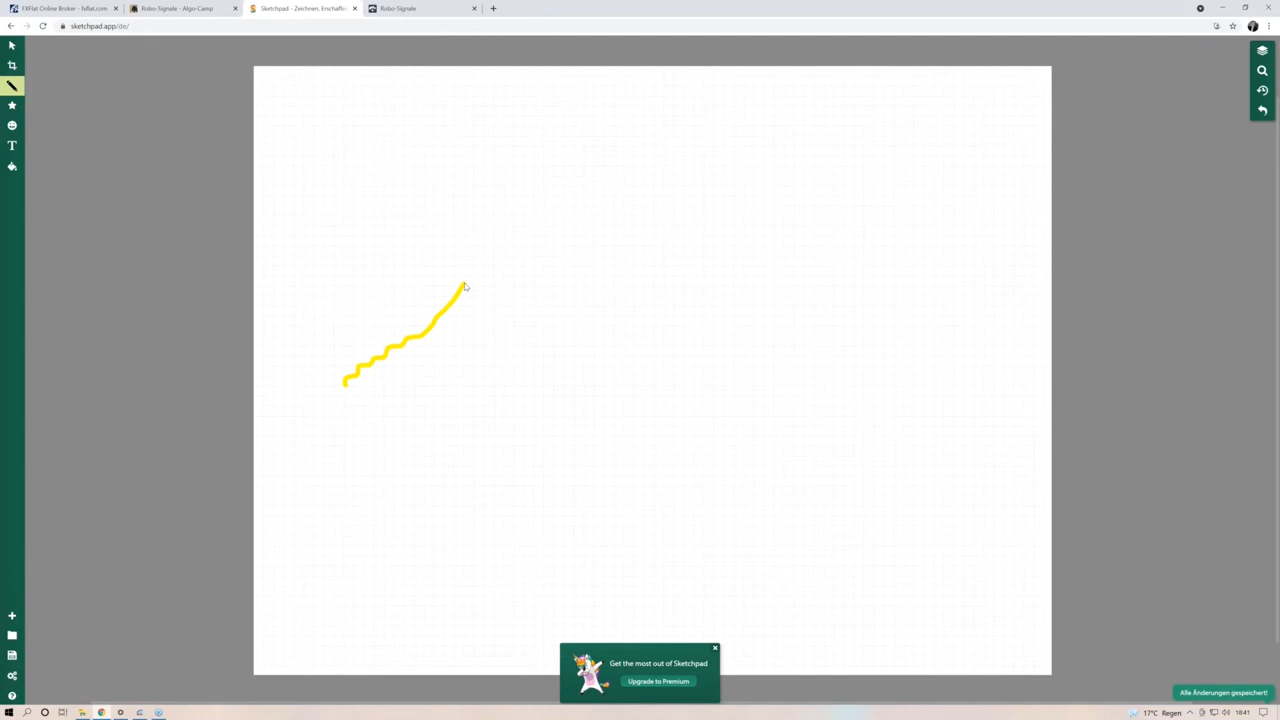 FXFlat Online Broker - fxflat.com
Robo-Signale - Algo-Camp
Sketchpad - Zeichnen, Erschaffe
Robo-Signale
sketchpad.app/de/
T
Get the most out of Sketchpad
Upgrade to Premium
Alle Änderungen gespeichert!
17°C Regen
18:41